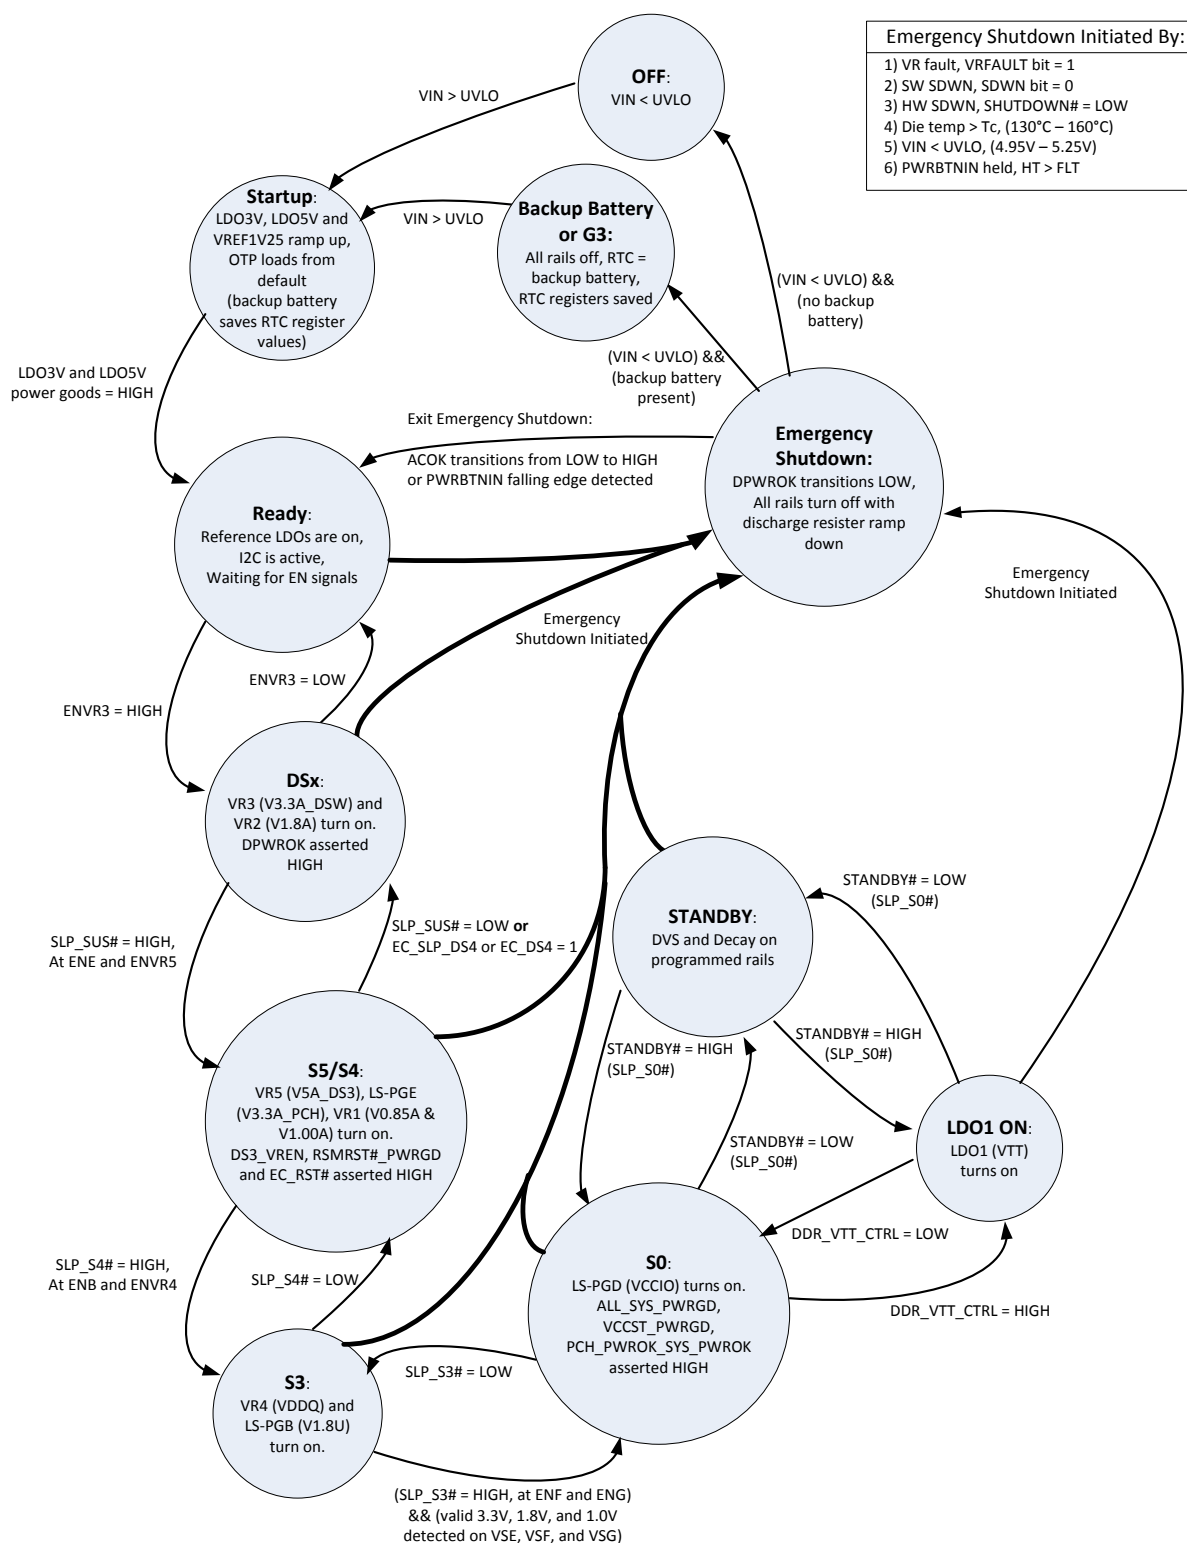 Emergency Shutdown Initiated By:
1) VR fault, VRFAULT bit = 1
2) SW SDWN, SDWN bit = 0
3) HW SDWN, SHUTDOWN# = LOW
4) Die temp > Tc, (130°C – 160°C)
5) VIN < UVLO, (4.95V – 5.25V)
6) PWRBTNIN held, HT > FLT
OFF:
VIN < UVLO
VIN > UVLO
Startup:
LDO3V, LDO5V and
VREF1V25 ramp up,
OTP loads from
default
(backup battery
saves RTC register
values)
VIN > UVLO
Backup Battery
or G3:
All rails off, RTC =
backup battery,
RTC registers saved
(VIN < UVLO) &&
(no backup
battery)
(VIN < UVLO) &&
(backup battery
present)
LDO3V and LDO5V
power goods = HIGH
Exit Emergency Shutdown:
ACOK transitions from LOW to HIGH
or PWRBTNIN falling edge detected
Emergency
Shutdown:
DPWROK transitions LOW,
All rails turn off with
discharge resister ramp
down
Ready:
Reference LDOs are on,
I2C is active,
Waiting for EN signals
Emergency
Shutdown Initiated
Emergency
Shutdown Initiated
ENVR3 = LOW
ENVR3 = HIGH
DSx:
VR3 (V3.3A_DSW) and
VR2 (V1.8A) turn on.
DPWROK asserted
HIGH
STANDBY# = LOW
(SLP_S0#)
STANDBY:
DVS and Decay on
programmed rails
SLP_SUS# = HIGH,
At ENE and ENVR5
SLP_SUS# = LOW or
EC_SLP_DS4 or EC_DS4 = 1
STANDBY# = HIGH
(SLP_S0#)
STANDBY# = HIGH
(SLP_S0#)
S5/S4:
VR5 (V5A_DS3), LS-PGE
(V3.3A_PCH), VR1 (V0.85A &
V1.00A) turn on.
DS3_VREN, RSMRST#_PWRGD
and EC_RST# asserted HIGH
LDO1 ON:
LDO1 (VTT)
turns on
STANDBY# = LOW
(SLP_S0#)
DDR_VTT_CTRL = LOW
SLP_S4# = HIGH,
At ENB and ENVR4
SLP_S4# = LOW
S0:
LS-PGD (VCCIO) turns on.
ALL_SYS_PWRGD,
VCCST_PWRGD,
PCH_PWROK_SYS_PWROK
asserted HIGH
DDR_VTT_CTRL = HIGH
SLP_S3# = LOW
S3:
VR4 (VDDQ) and
LS-PGB (V1.8U)
turn on.
(SLP_S3# = HIGH, at ENF and ENG)
&& (valid 3.3V, 1.8V, and 1.0V
detected on VSE, VSF, and VSG)